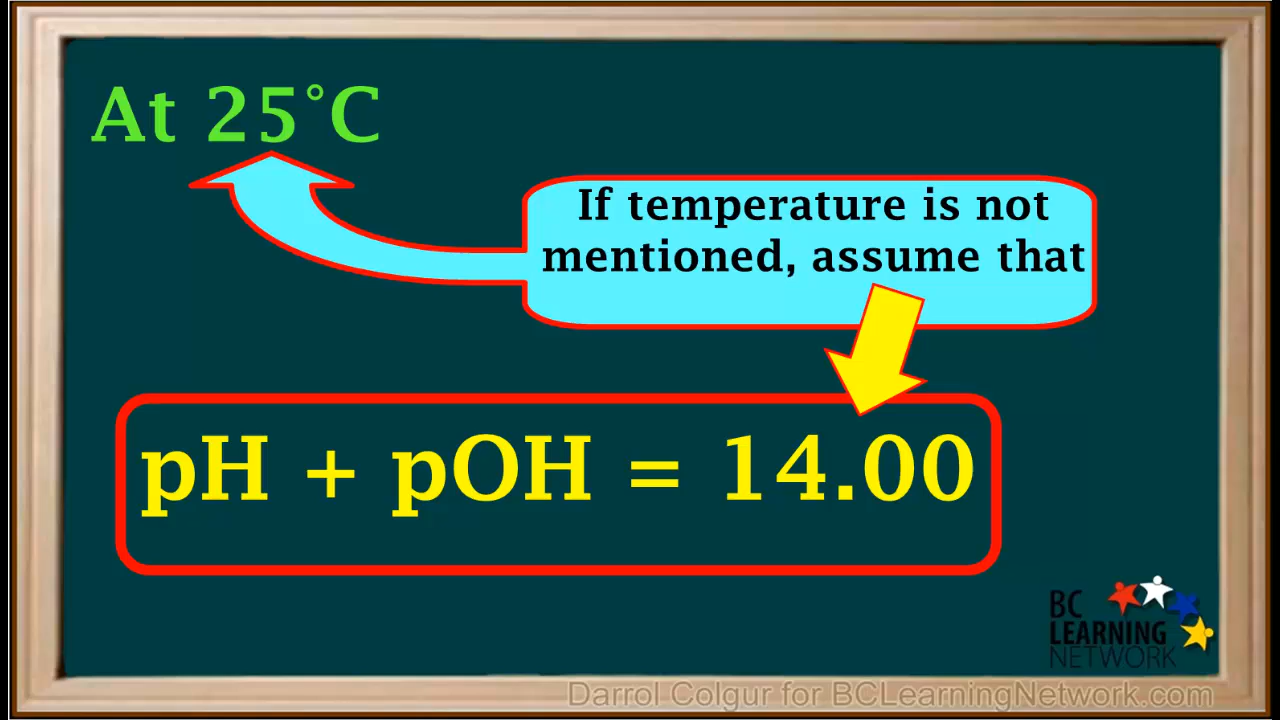 At 25°C
If temperature is not
mentioned, assume that
pH + pOH = 14.00
BC
LEARNING
NETWORK
Darrol Colgur for BCLearningNetwork.com